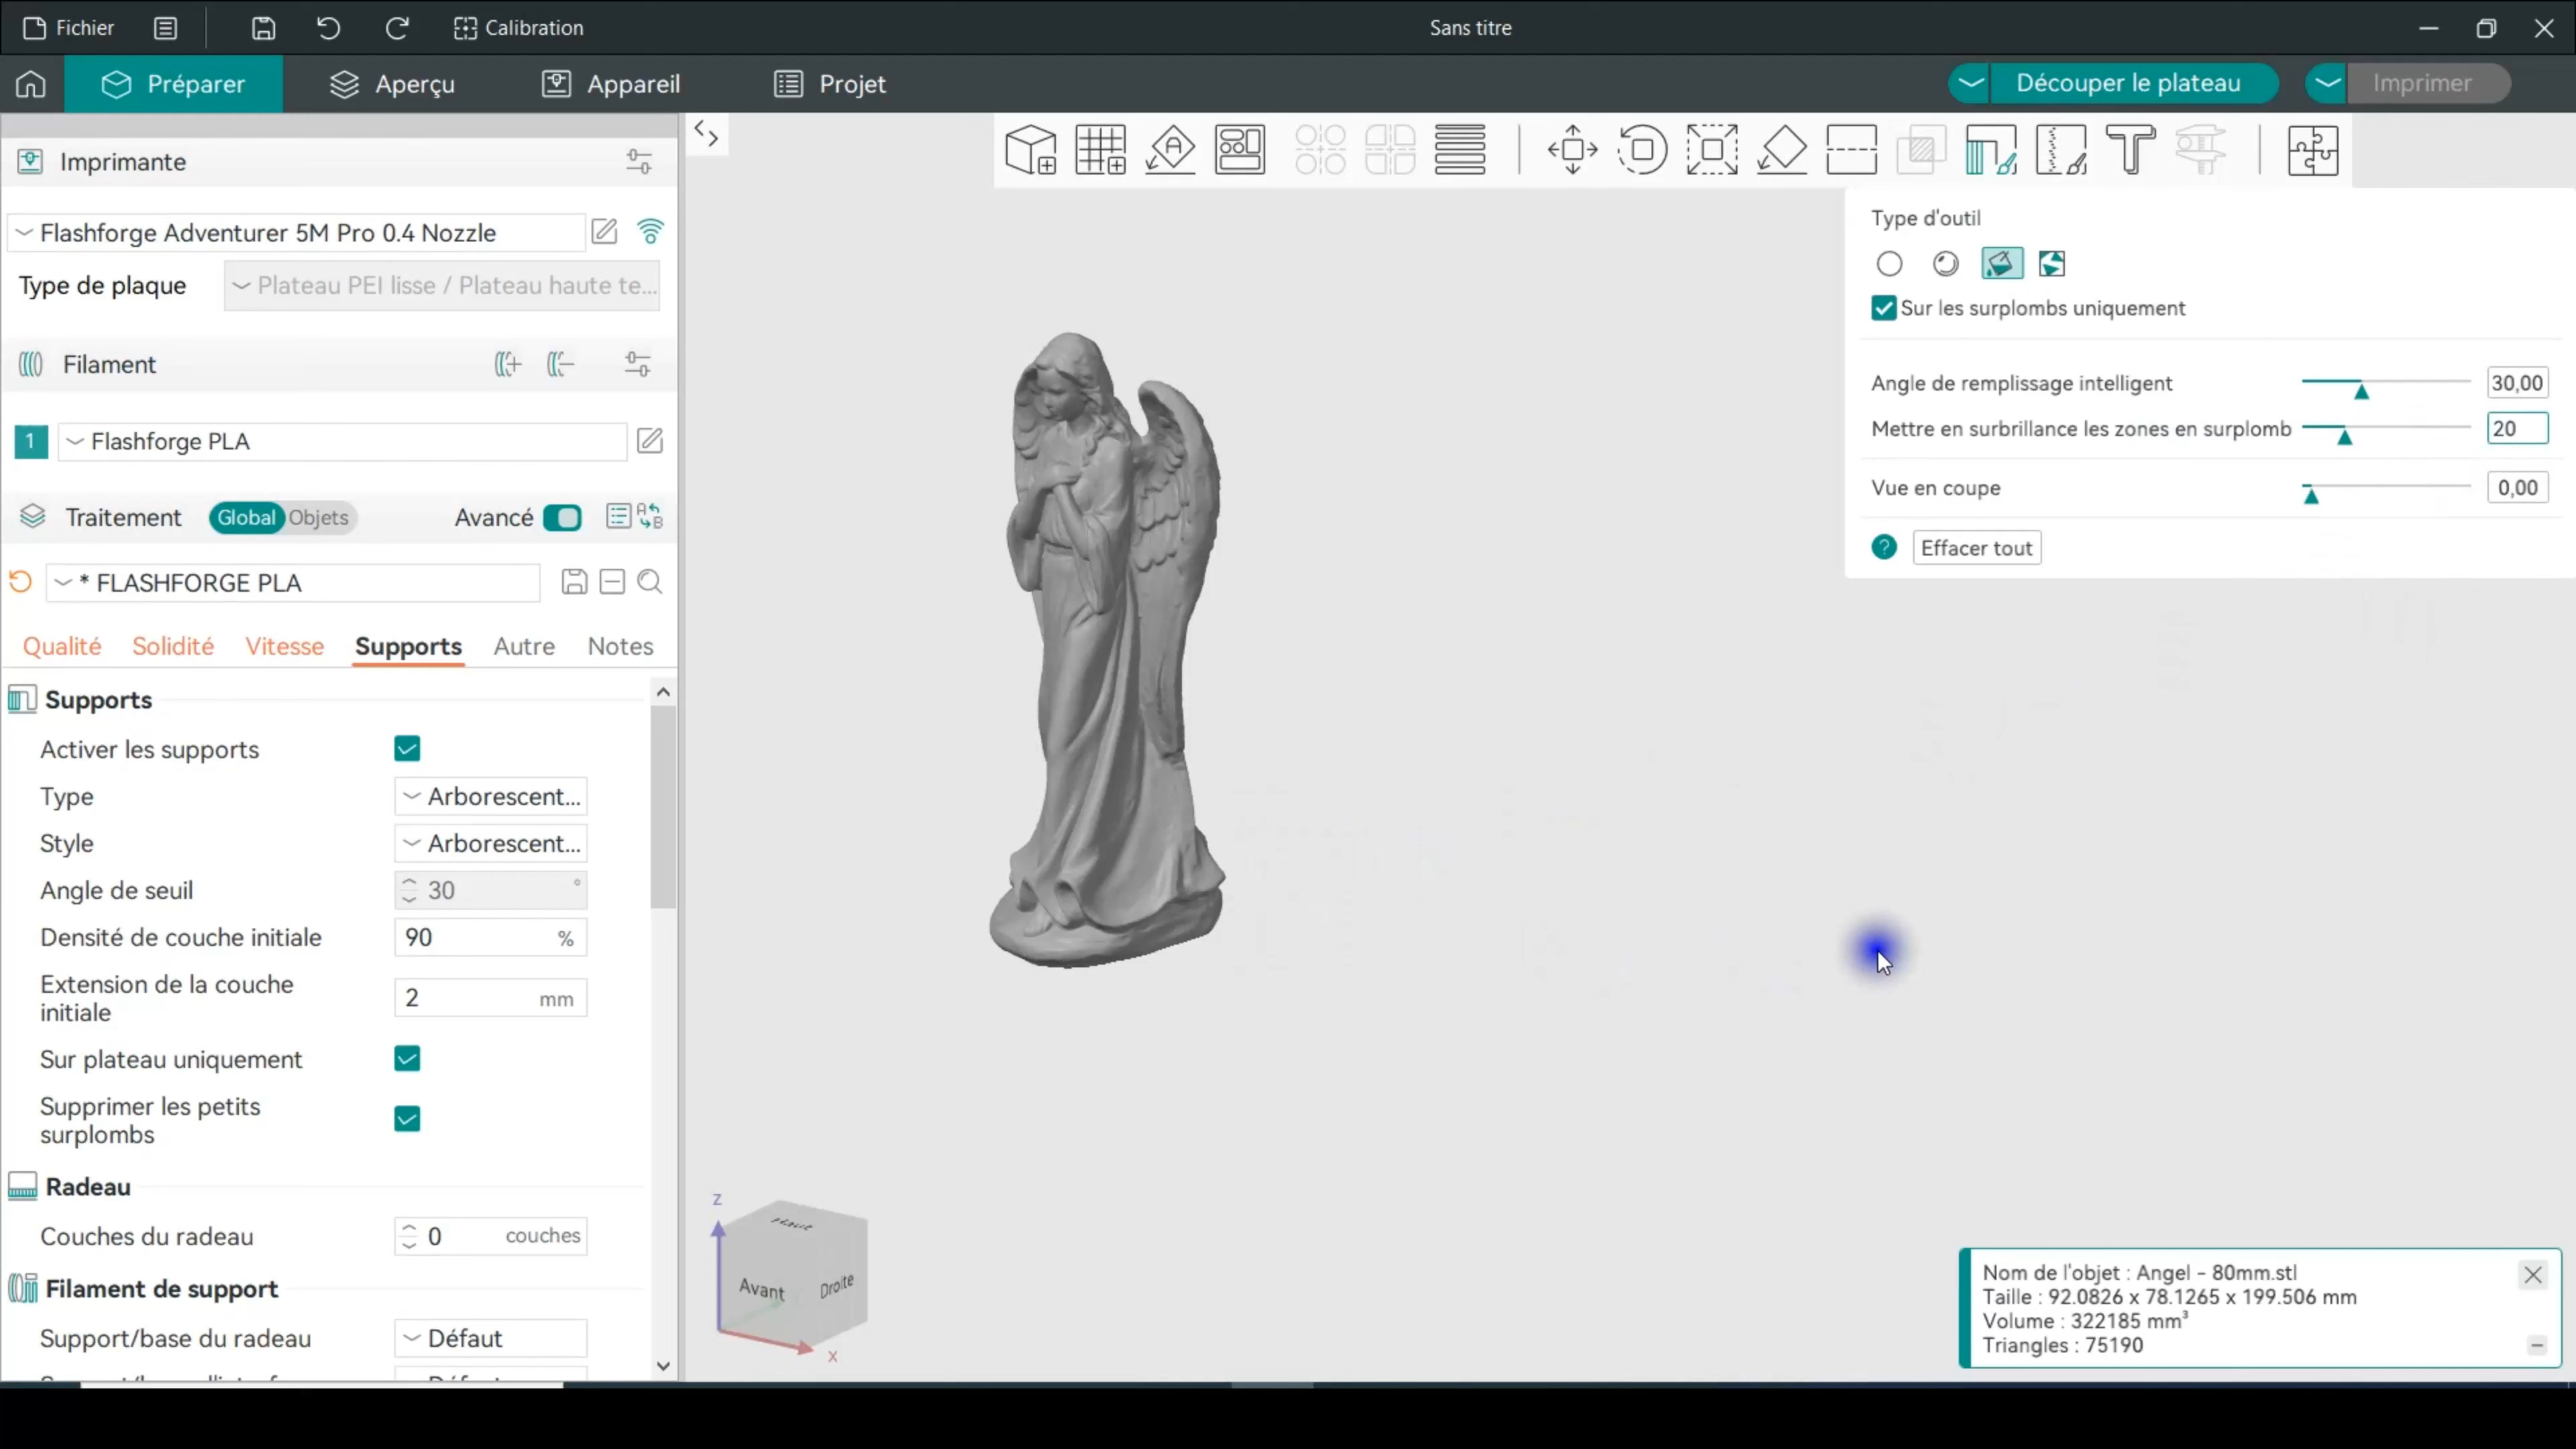 Fichier
Calibration
Sans titre
Préparer
Aperçu
Appareil
Projet
Découper le plateau
Imprimer
Imprimante
Flashforge Adventurer 5M Pro 0.4 Nozzle
Type de plaque
Plateau PEI lisse / Plateau haute te...
Filament
1
Flashforge PLA
Traitement
Global
Objets
Avancé
* FLASHFORGE PLA
Qualité
Solidité
Vitesse
Supports
Autre
Notes
Supports
Activer les supports
Type
Arborescent...
Style
Arborescent...
Angle de seuil
30 °
Densité de couche initiale
90 %
Extension de la couche
initiale
2 mm
Sur plateau uniquement
Supprimer les petits
surplombs
Radeau
Couches du radeau
0 couches
Filament de support
Support/base du radeau
Défaut
Type d'outil
Sur les surplombs uniquement
Angle de remplissage intelligent
30,00
Mettre en surbrillance les zones en surplomb
20
Vue en coupe
0,00
?
Effacer tout
Z
Haut
Avant
Droite
X
Nom de l'objet : Angel - 80mm.stl
Taille : 92.0826 x 78.1265 x 199.506 mm
Volume : 322185 mm³
Triangles : 75190